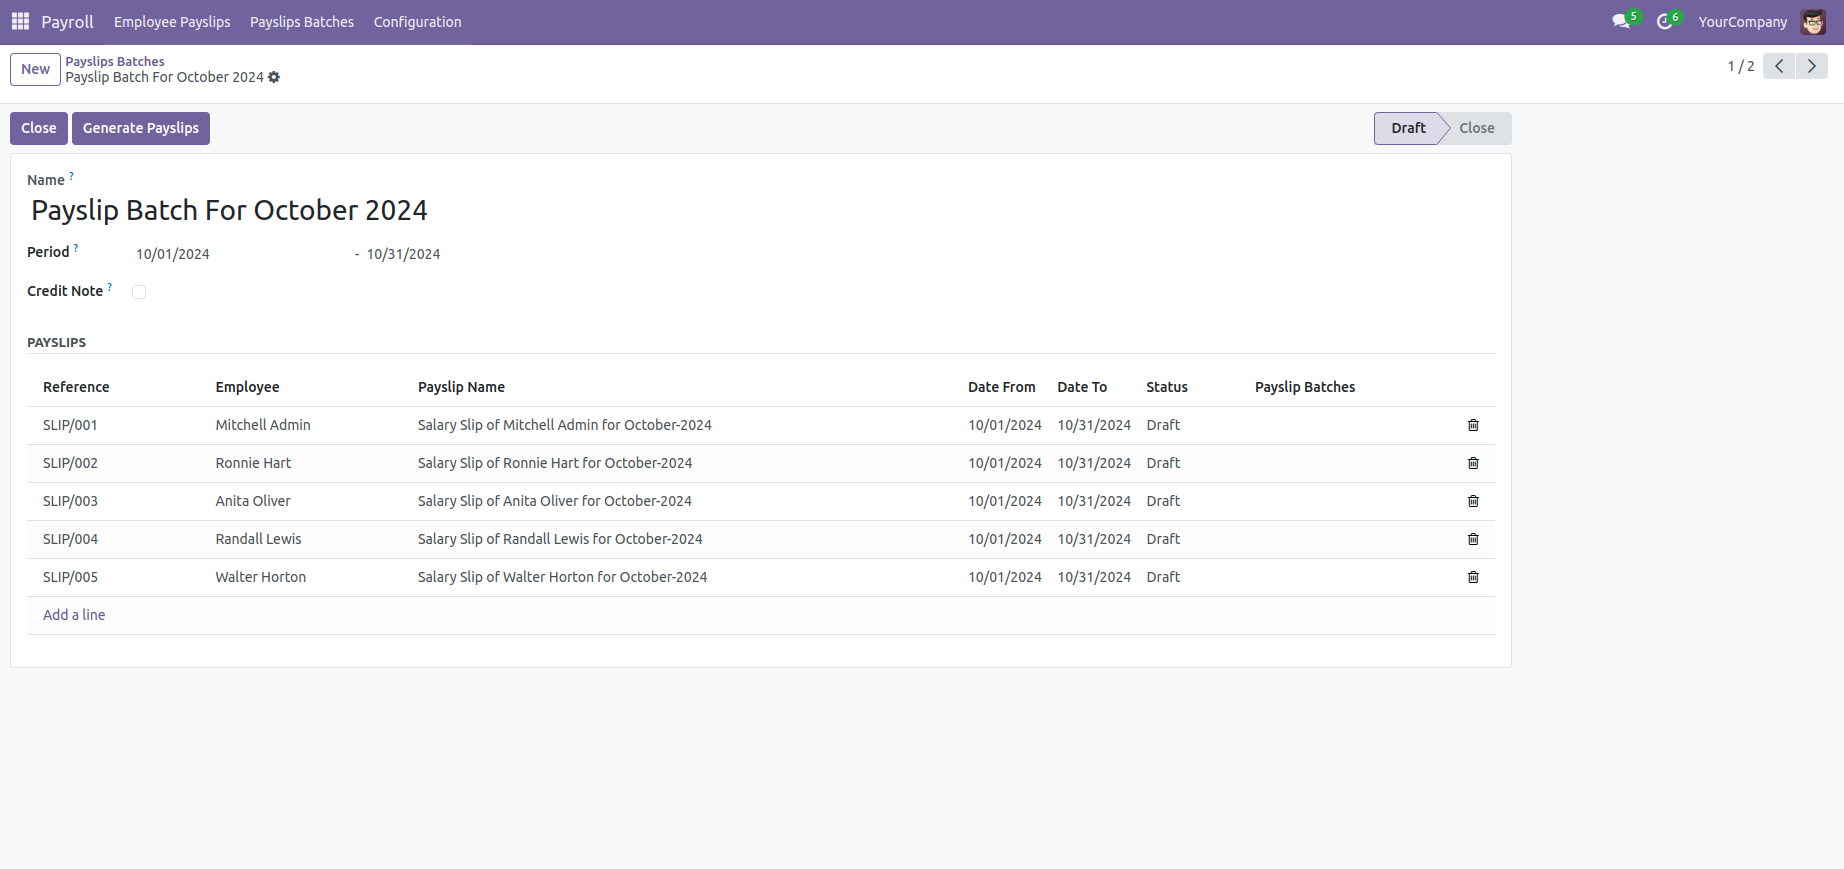 Payroll Employee Payslips Payslips Batches Configuration 5 6 YourCompany
New
Payslips Batches
Payslip Batch For October 2024
1 / 2
Close Generate Payslips Draft Close
Name ?
Payslip Batch For October 2024
Period ? 10/01/2024 - 10/31/2024
Credit Note ?
PAYSLIPS
Reference Employee Payslip Name Date From Date To Status Payslip Batches
SLIP/001 Mitchell Admin Salary Slip of Mitchell Admin for October-2024 10/01/2024 10/31/2024 Draft
SLIP/002 Ronnie Hart Salary Slip of Ronnie Hart for October-2024 10/01/2024 10/31/2024 Draft
SLIP/003 Anita Oliver Salary Slip of Anita Oliver for October-2024 10/01/2024 10/31/2024 Draft
SLIP/004 Randall Lewis Salary Slip of Randall Lewis for October-2024 10/01/2024 10/31/2024 Draft
SLIP/005 Walter Horton Salary Slip of Walter Horton for October-2024 10/01/2024 10/31/2024 Draft
Add a line